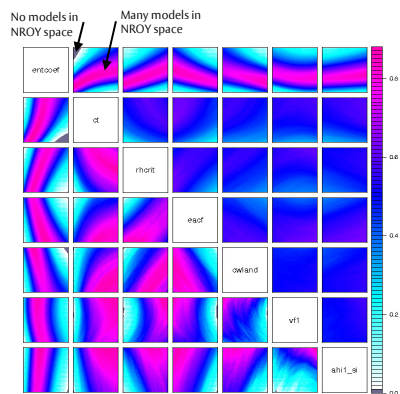 No models in
NROY space
Many models in
NROY space
entcoef
ct
rhcrit
eacf
cwland
vf1
ahi1_si
0.8
0.6
0.4
0.2
0.0